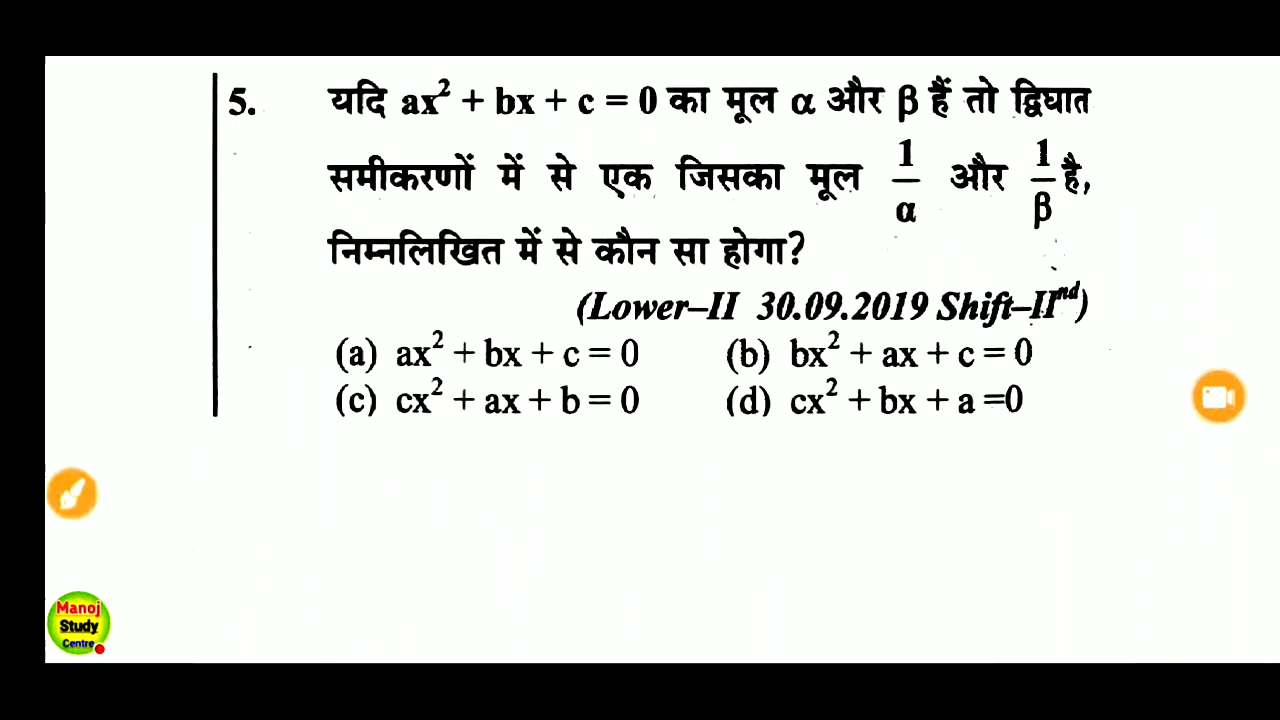 5. यदि ax² + bx + c = 0 का मूल α और β हैं तो द्विघात
समीकरणों में से एक जिसका मूल 1/α और 1/β है,
निम्नलिखित में से कौन सा होगा?
(Lower–II 30.09.2019 Shift–IIⁿᵈ)
(a) ax² + bx + c = 0 (b) bx² + ax + c = 0
(c) cx² + ax + b = 0 (d) cx² + bx + a =0
Manoj
Study
Centre